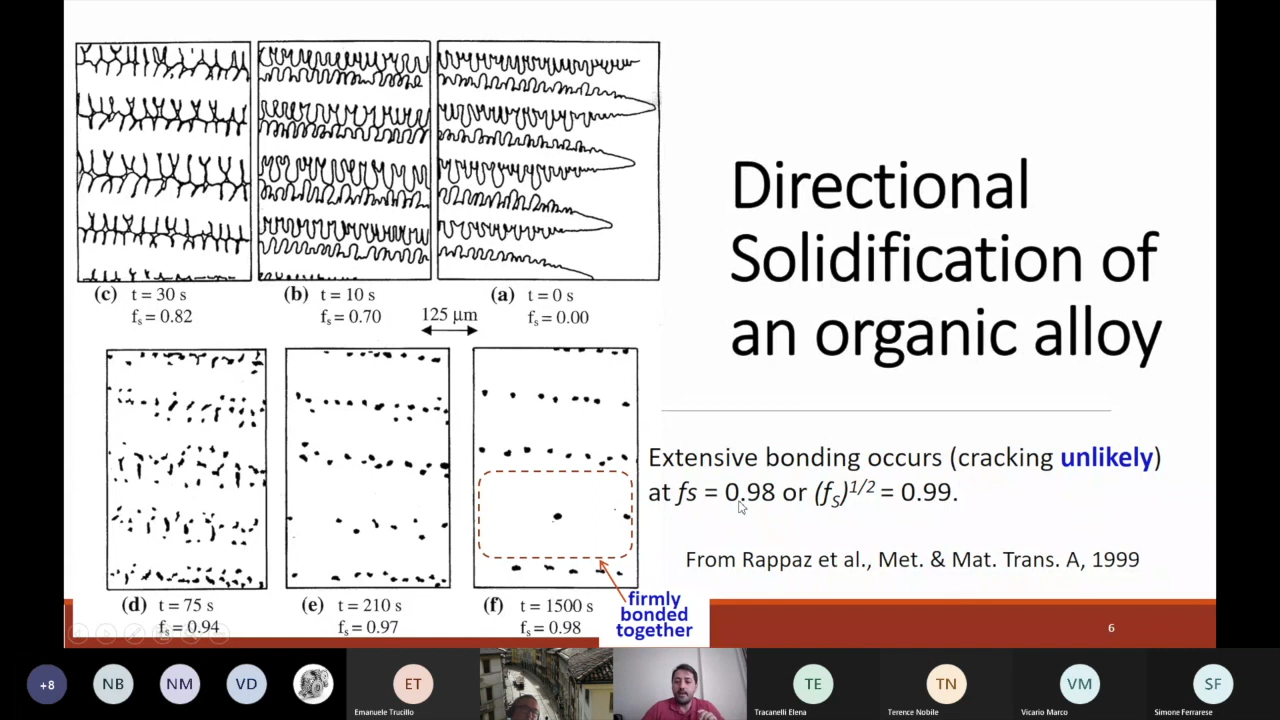 (c) t = 30 s
fs = 0.82
(b) t = 10 s
fs = 0.70
125 µm
(a) t = 0 s
fs = 0.00
(d) t = 75 s
fs = 0.94
(e) t = 210 s
fs = 0.97
(f) t = 1500 s
fs = 0.98
firmly
bonded
together
Directional
Solidification of
an organic alloy
Extensive bonding occurs (cracking unlikely)
at fs = 0.98 or (fS)1/2 = 0.99.
From Rappaz et al., Met. & Mat. Trans. A, 1999
6
+8
NB
NM
VD
ET
Emanuele Trucillo
TE
Tracanelli Elena
TN
Terence Nobile
VM
Vicario Marco
SF
Simone Ferrarese